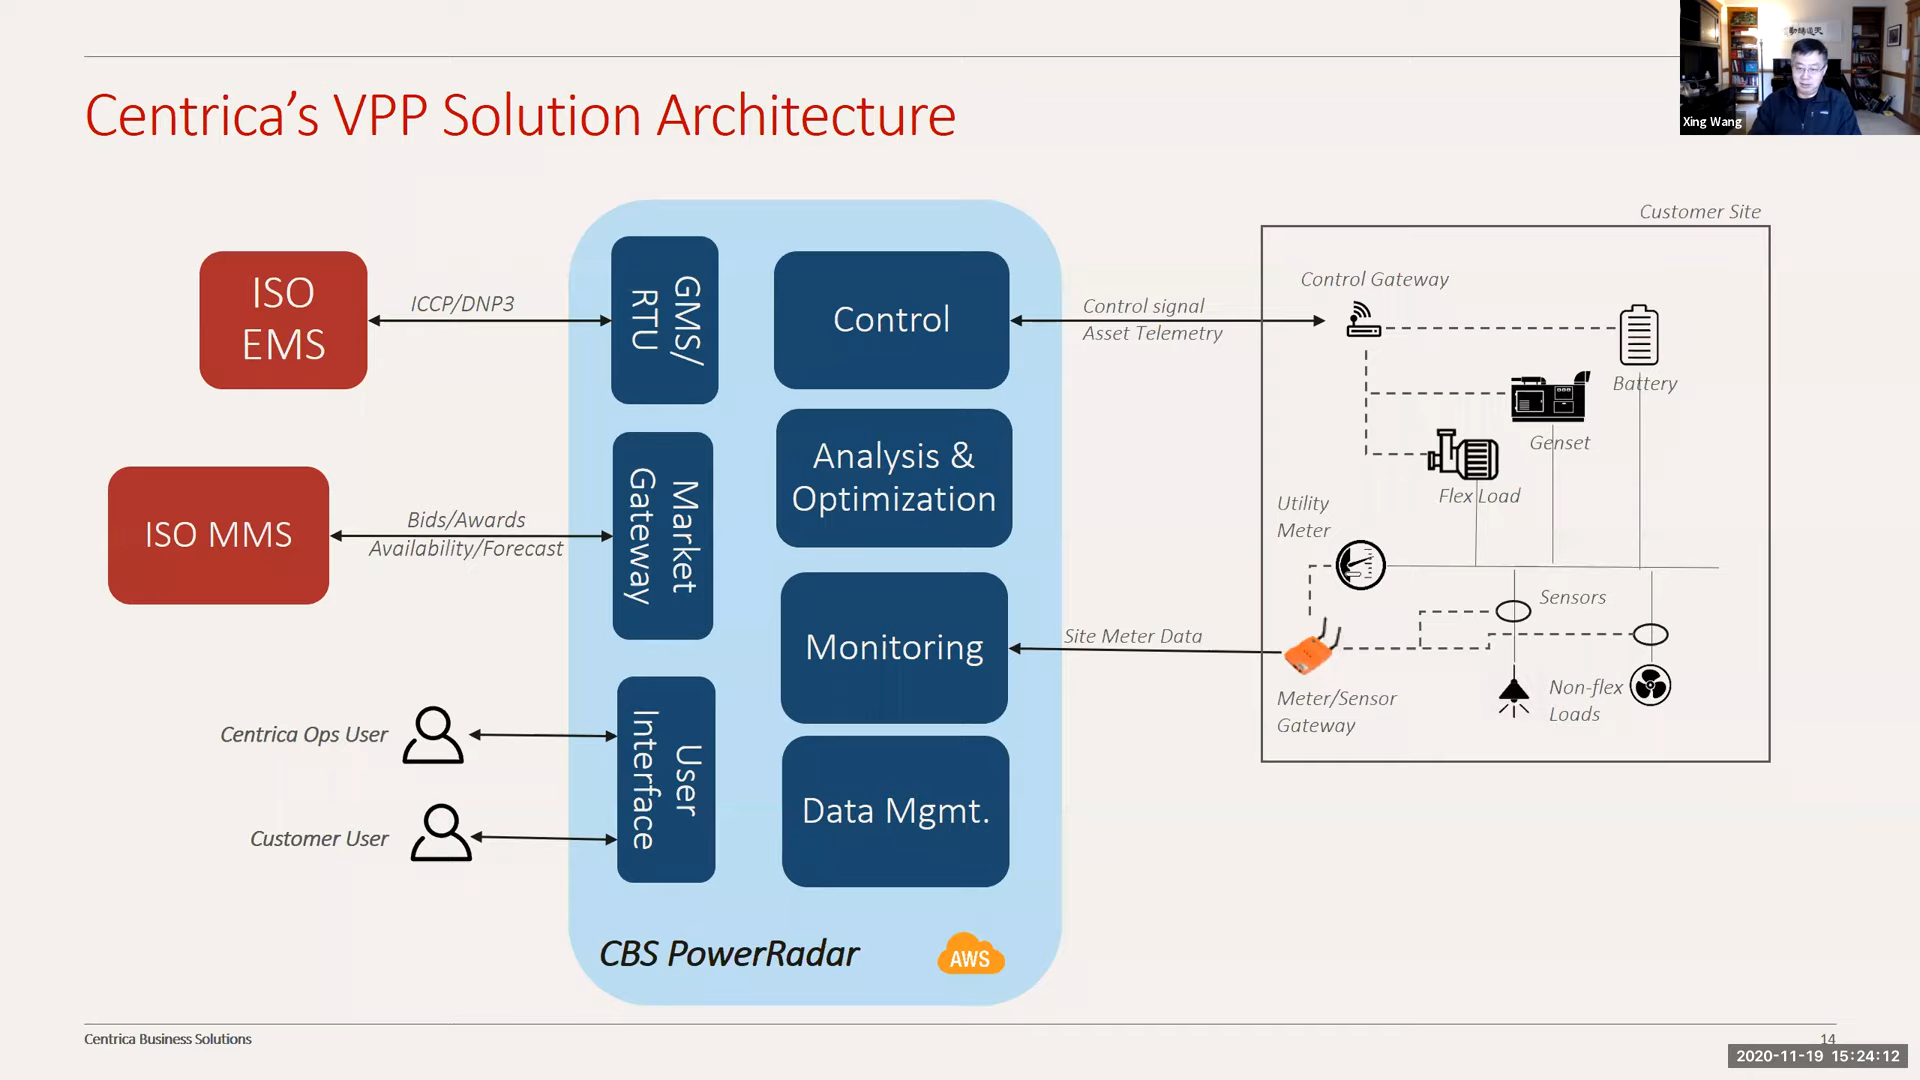 Centrica's VPP Solution Architecture
Xing Wang
ISO
EMS
ICCP/DNP3
GMS/
RTU
Control
Control signal
Asset Telemetry
Customer Site
Control Gateway
Battery
Genset
Flex Load
Utility
Meter
Sensors
Non-flex
Loads
Meter/Sensor
Gateway
ISO MMS
Bids/Awards
Availability/Forecast
Market
Gateway
Analysis &
Optimization
Monitoring
Site Meter Data
Centrica Ops User
Customer User
User
Interface
Data Mgmt.
CBS PowerRadar
AWS
Centrica Business Solutions
14
2020-11-19 15:24:12